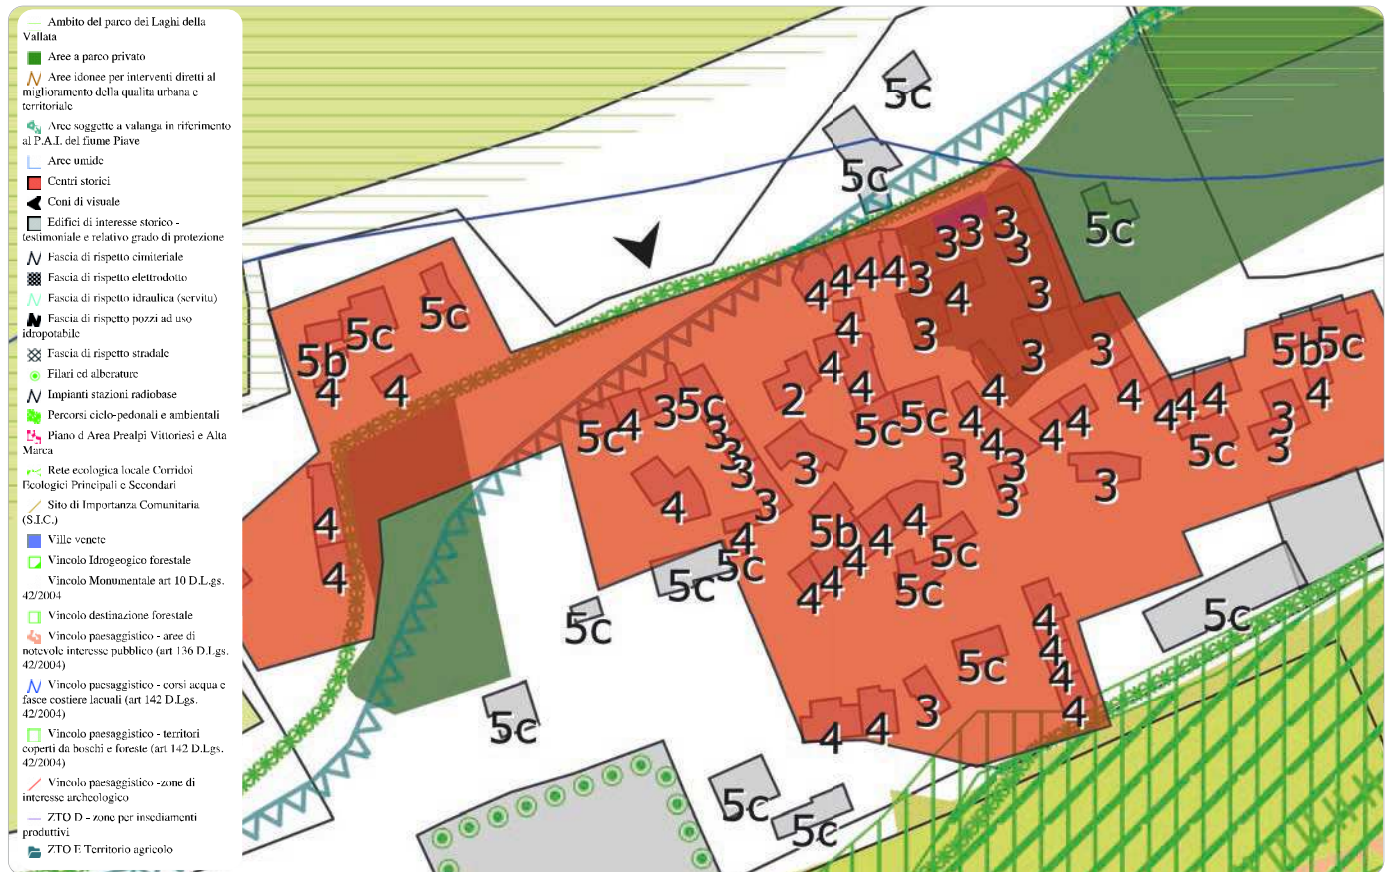 Ambito del parco dei Laghi della
Vallata
Aree a parco privato
Aree idonee per interventi diretti al
miglioramento della qualita urbana e
territoriale
Aree soggette a valanga in riferimento
al P.A.I. del fiume Piave
Aree umide
Centri storici
Coni di visuale
Edifici di interesse storico -
testimoniale e relativo grado di protezione
Fascia di rispetto cimiteriale
Fascia di rispetto elettrodotto
Fascia di rispetto idraulica (servitu)
Fascia di rispetto pozzi ad uso
idropotabile
Fascia di rispetto stradale
Filari ed alberature
Impianti stazioni radiobase
Percorsi ciclo-pedonali e ambientali
Piano d Area Prealpi Vittoriesi e Alta
Marca
Rete ecologica locale Corridoi
Ecologici Principali e Secondari
Sito di Importanza Comunitaria
(S.I.C.)
Ville venete
Vincolo Idrogeogico forestale
Vincolo Monumentale art 10 D.Lgs.
42/2004
Vincolo destinazione forestale
Vincolo paesaggistico - aree di
notevole interesse pubblico (art 136 D.Lgs.
42/2004)
Vincolo paesaggistico - corsi acqua e
fasce costiere lacuali (art 142 D.Lgs.
42/2004)
Vincolo paesaggistico - territori
coperti da boschi e foreste (art 142 D.Lgs.
42/2004)
Vincolo paesaggistico -zone di
interesse archeologico
ZTO D - zone per insediamenti
produttivi
ZTO E Territorio agricolo
5c
5c
5c
3
3
3
3
4
4
4
4
3
3
4
3
5c
5c
5b
4
4
4
3
3
3
5b
5c
4
4
2
4
4
4
4
4
4
3
3
5c
5c
4
3
5c
3
3
3
3
5c
5c
4
4
4
4
3
3
3
3
3
4
4
4
4
5b
4
4
5c
4
5c
5c
5c
4
4
5c
5c
4
4
4
4
5c
3
4
4
5c
5c
5c